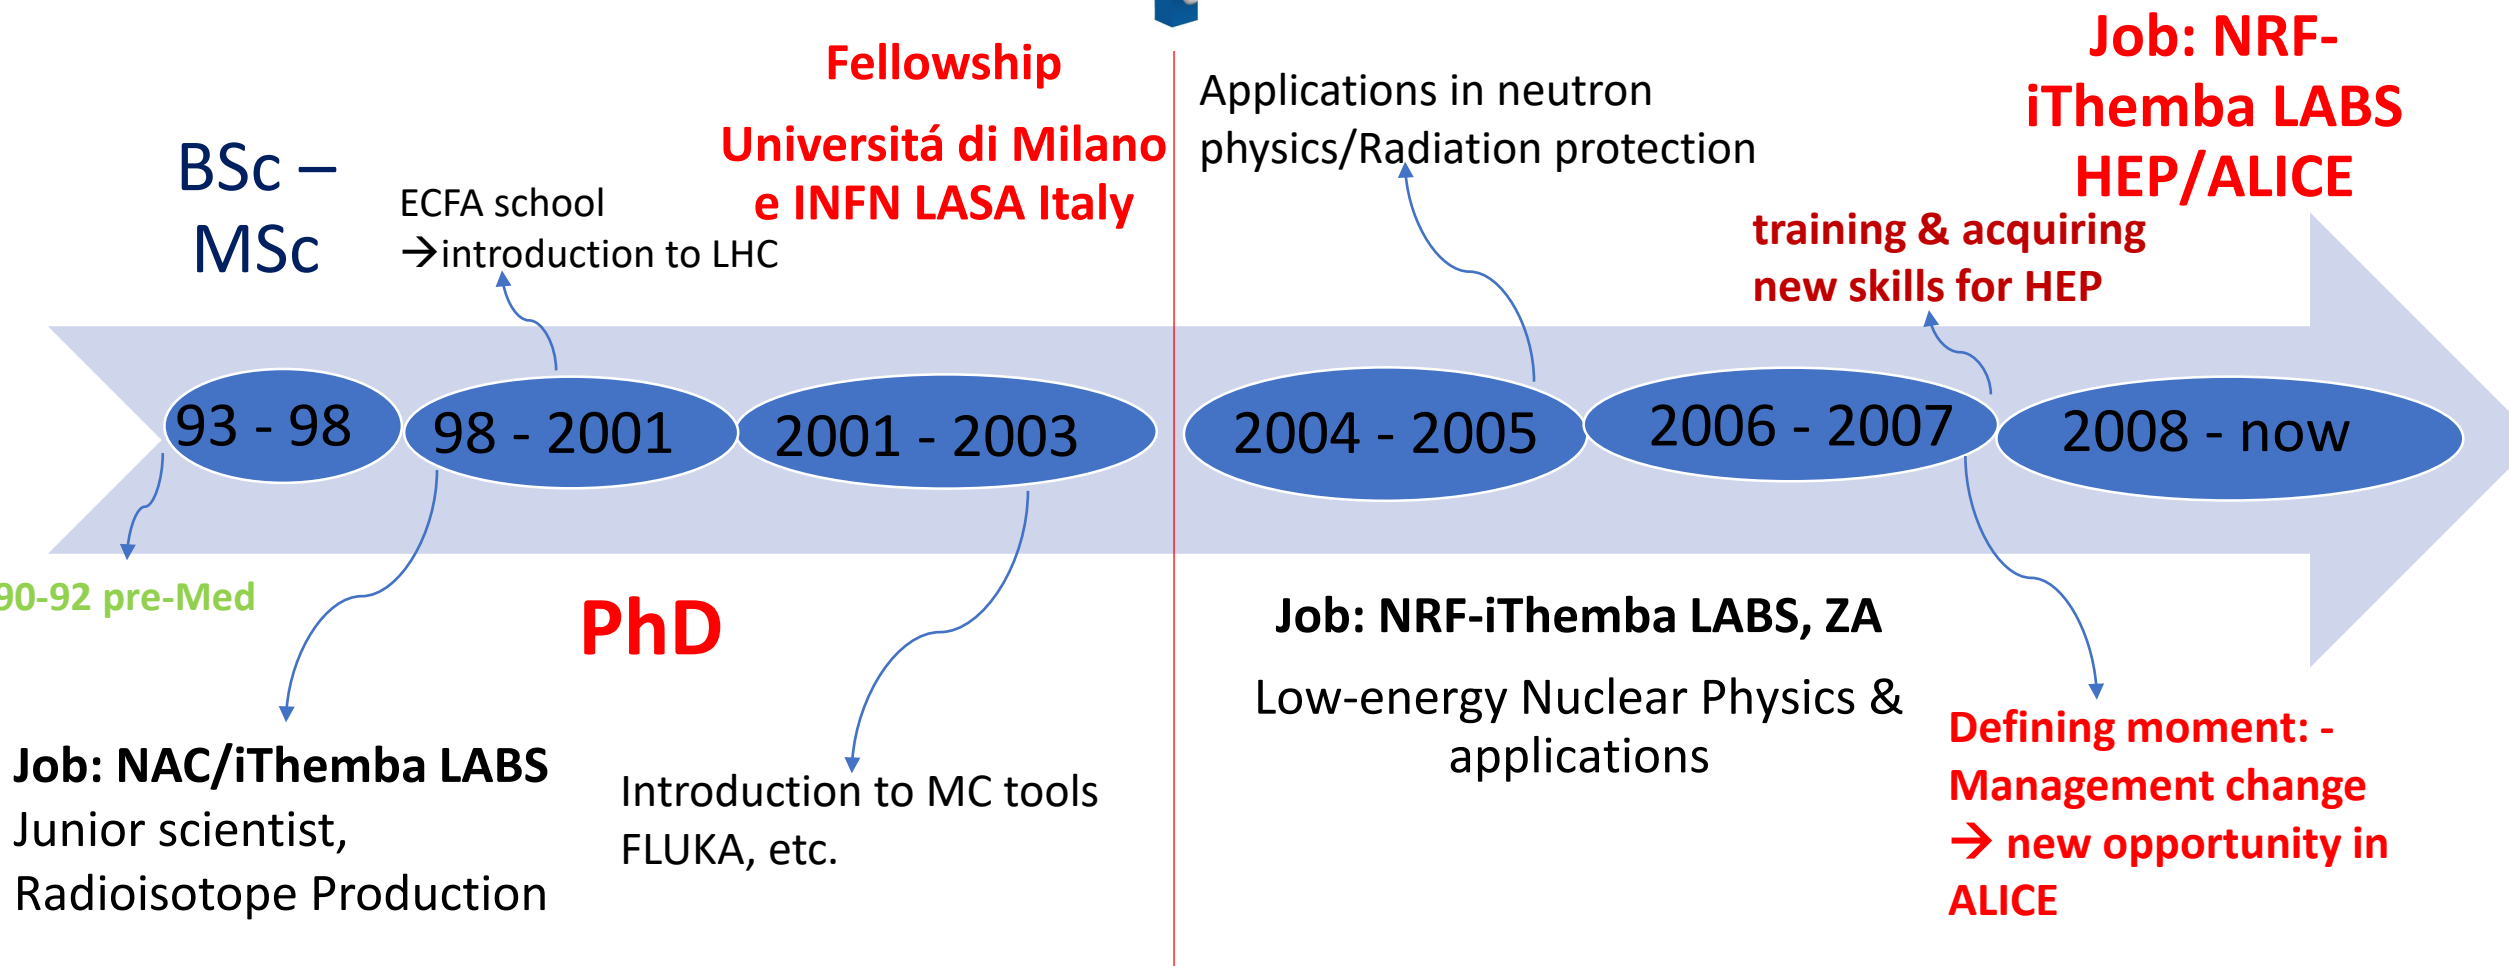 Job: NRF-
iThemba LABS
HEP/ALICE
Fellowship
Universitá di Milano
e INFN LASA Italy
Applications in neutron
physics/Radiation protection
BSc –
MSc
ECFA school
→introduction to LHC
training & acquiring
new skills for HEP
93 - 98
98 - 2001
2001 - 2003
2004 - 2005
2006 - 2007
2008 - now
90-92 pre-Med
PhD
Job: NRF-iThemba LABS, ZA
Low-energy Nuclear Physics &
applications
Job: NAC/iThemba LABS
Junior scientist,
Radioisotope Production
Introduction to MC tools
FLUKA, etc.
Defining moment: -
Management change
→ new opportunity in
ALICE